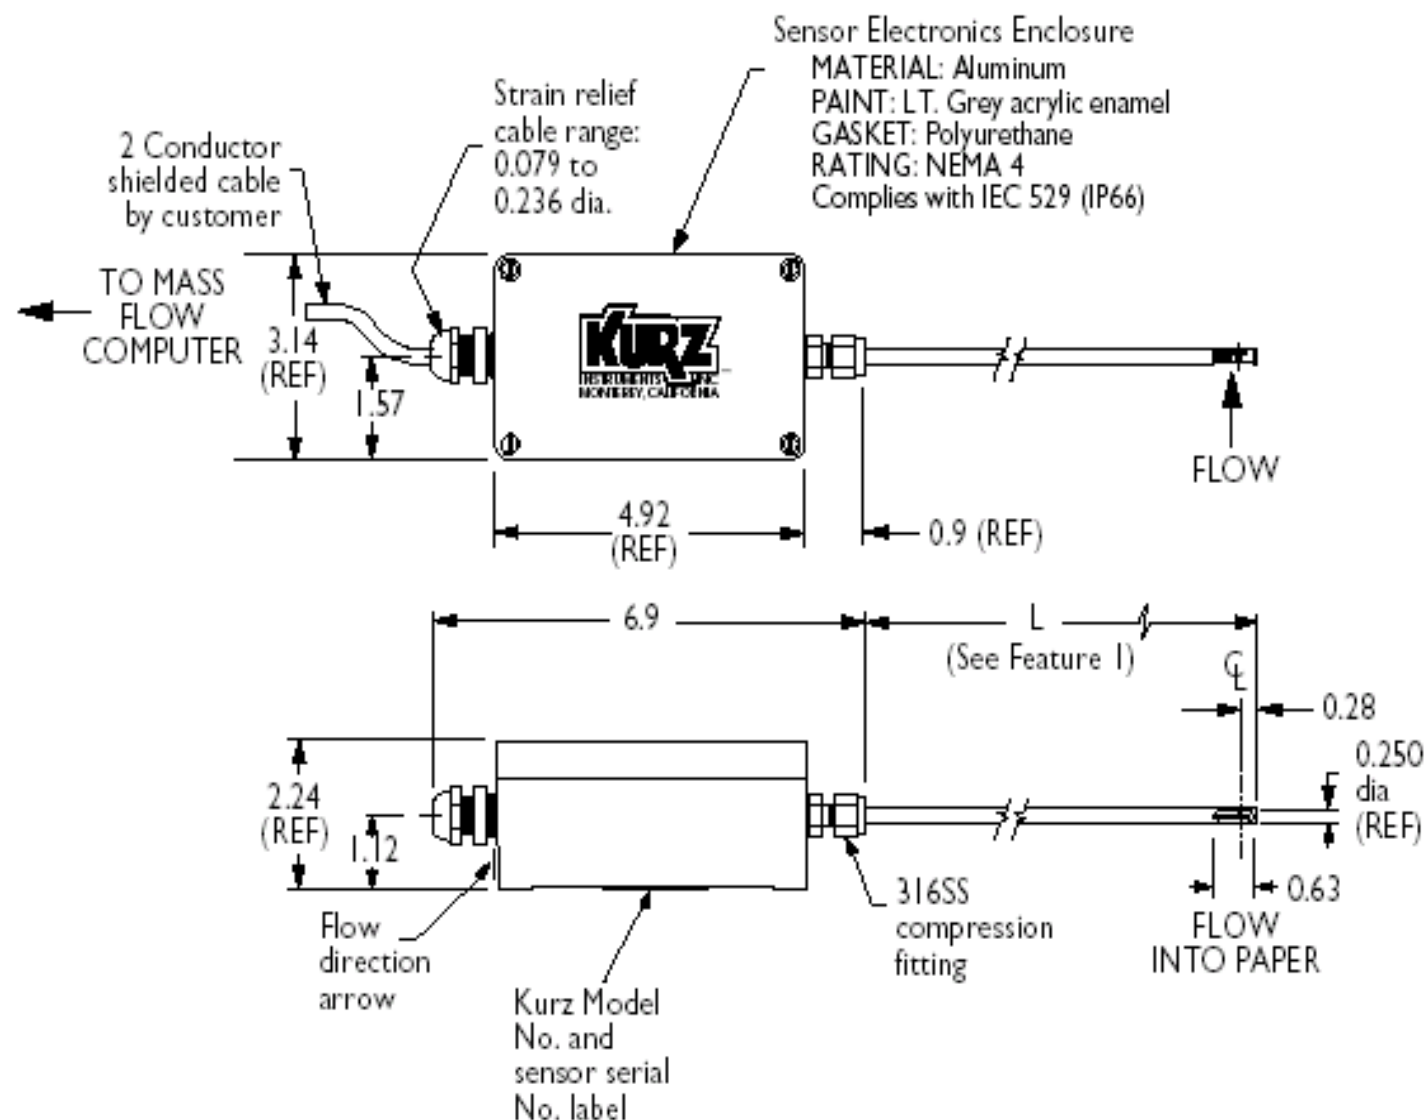 Sensor Electronics Enclosure
MATERIAL: Aluminum
PAINT: LT. Grey acrylic enamel
GASKET: Polyurethane
RATING: NEMA 4
Complies with IEC 529 (IP66)
Strain relief
cable range:
0.079 to
0.236 dia.
2 Conductor
shielded cable
by customer
TO MASS
FLOW
COMPUTER
3.14
(REF)
1.57
KURZ
INSTRUMENTS INC
MONTEREY, CALIFORNIA
FLOW
4.92
(REF)
0.9 (REF)
6.9
L
(See Feature 1)
CL
0.28
0.250
dia
(REF)
2.24
(REF)
1.12
0.63
FLOW
INTO PAPER
316SS
compression
fitting
Flow
direction
arrow
Kurz Model
No. and
sensor serial
No. label